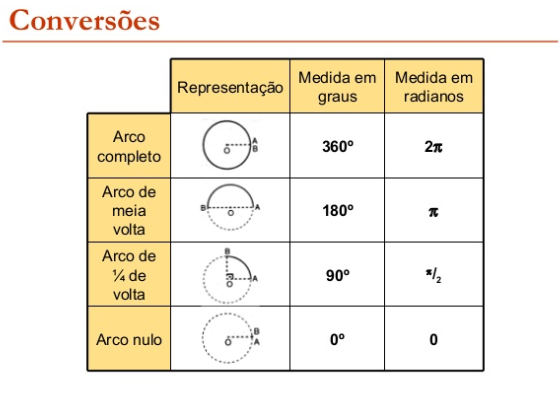 Conversões
Representação
Medida em
graus
Medida em
radianos
Arco
completo
O
A
B
360º
2π
Arco de
meia
volta
B
O
A
180º
π
Arco de
¼ de
volta
B
O
A
90º
π/2
Arco nulo
O
B
A
0º
0